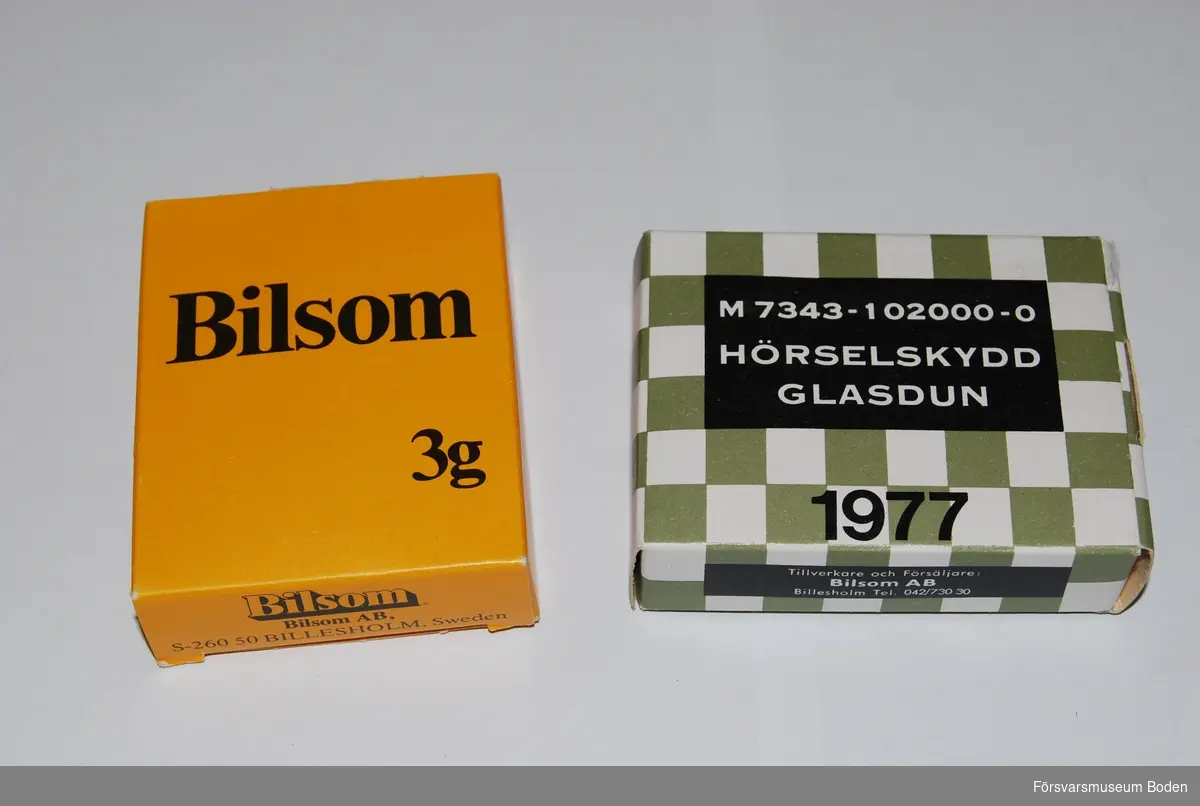 Bilsom
3g
Bilsom
Bilsom AB,
S-260 50 BILLESHOLM, Sweden
M 7343-102000-0
HÖRSELSKYDD
GLASDUN
1977
Tillverkare och Försäljare:
Bilsom AB
Billesholm Tel. 042/730 30
Försvarsmuseum Boden